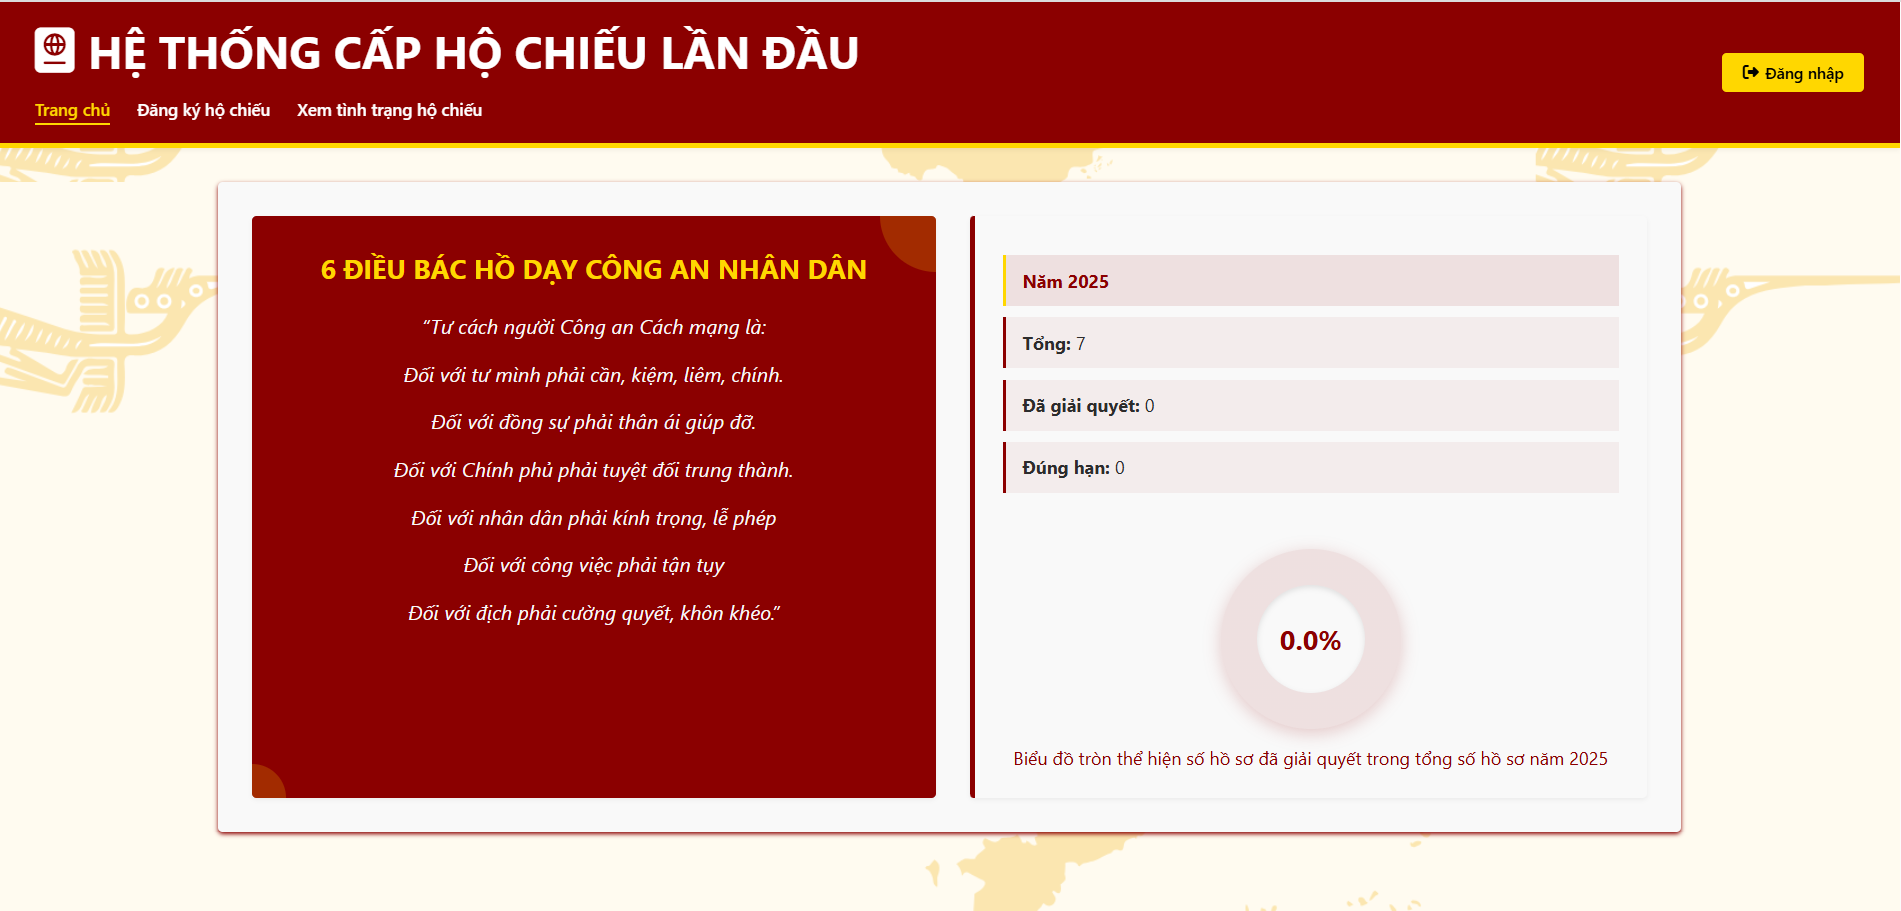 HỆ THỐNG CẤP HỘ CHIẾU LẦN ĐẦU
Đăng nhập
Trang chủ Đăng ký hộ chiếu Xem tình trạng hộ chiếu
6 ĐIỀU BÁC HỒ DẠY CÔNG AN NHÂN DÂN
“Tư cách người Công an Cách mạng là:
Đối với tư mình phải cần, kiệm, liêm, chính.
Đối với đồng sự phải thân ái giúp đỡ.
Đối với Chính phủ phải tuyệt đối trung thành.
Đối với nhân dân phải kính trọng, lễ phép
Đối với công việc phải tận tụy
Đối với địch phải cường quyết, khôn khéo.”
Năm 2025
Tổng: 7
Đã giải quyết: 0
Đúng hạn: 0
0.0%
Biểu đồ tròn thể hiện số hồ sơ đã giải quyết trong tổng số hồ sơ năm 2025